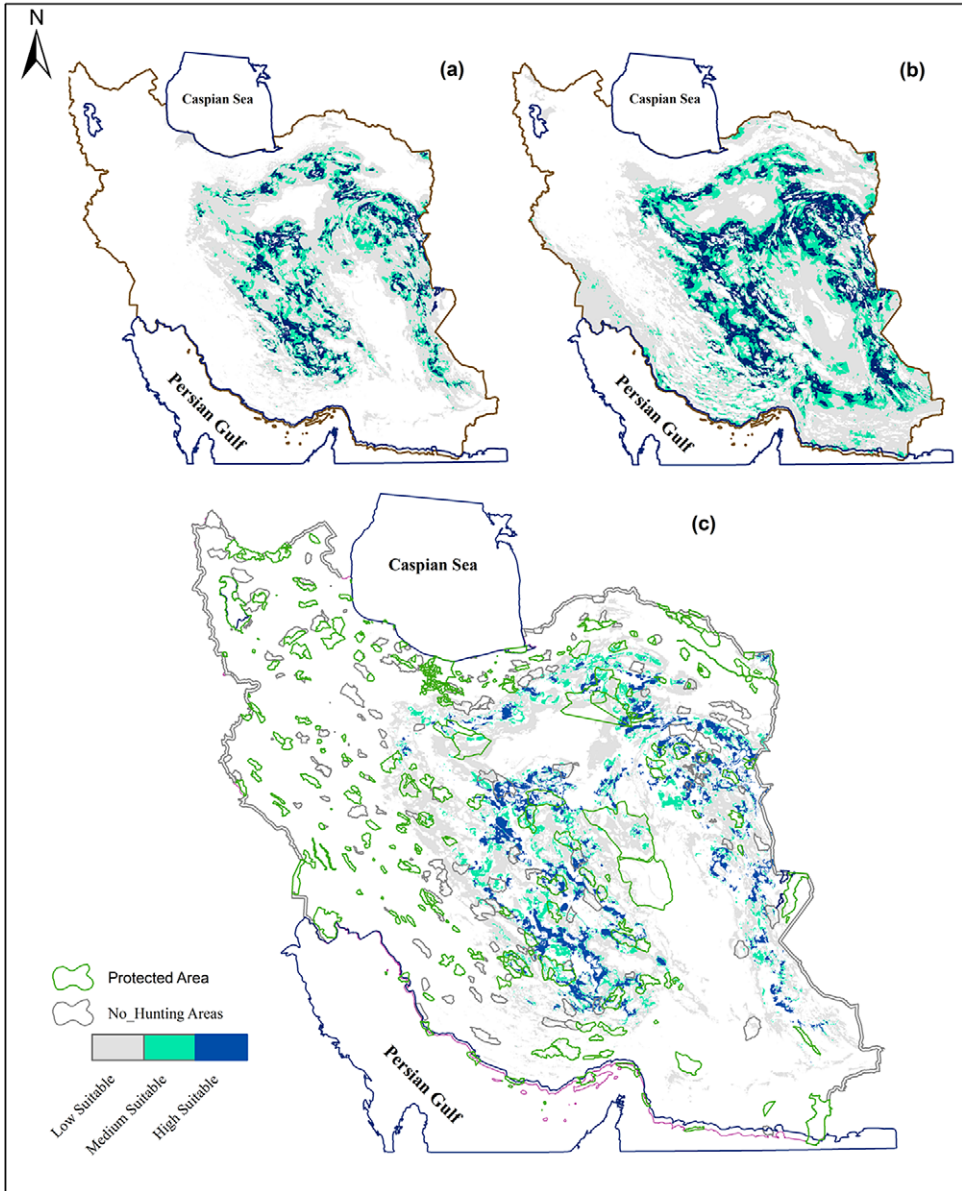 N
(a)
Caspian Sea
Persian Gulf
(b)
Caspian Sea
Persian Gulf
(c)
Caspian Sea
Persian Gulf
Protected Area
No_Hunting Areas
Low Suitable
Medium Suitable
High Suitable